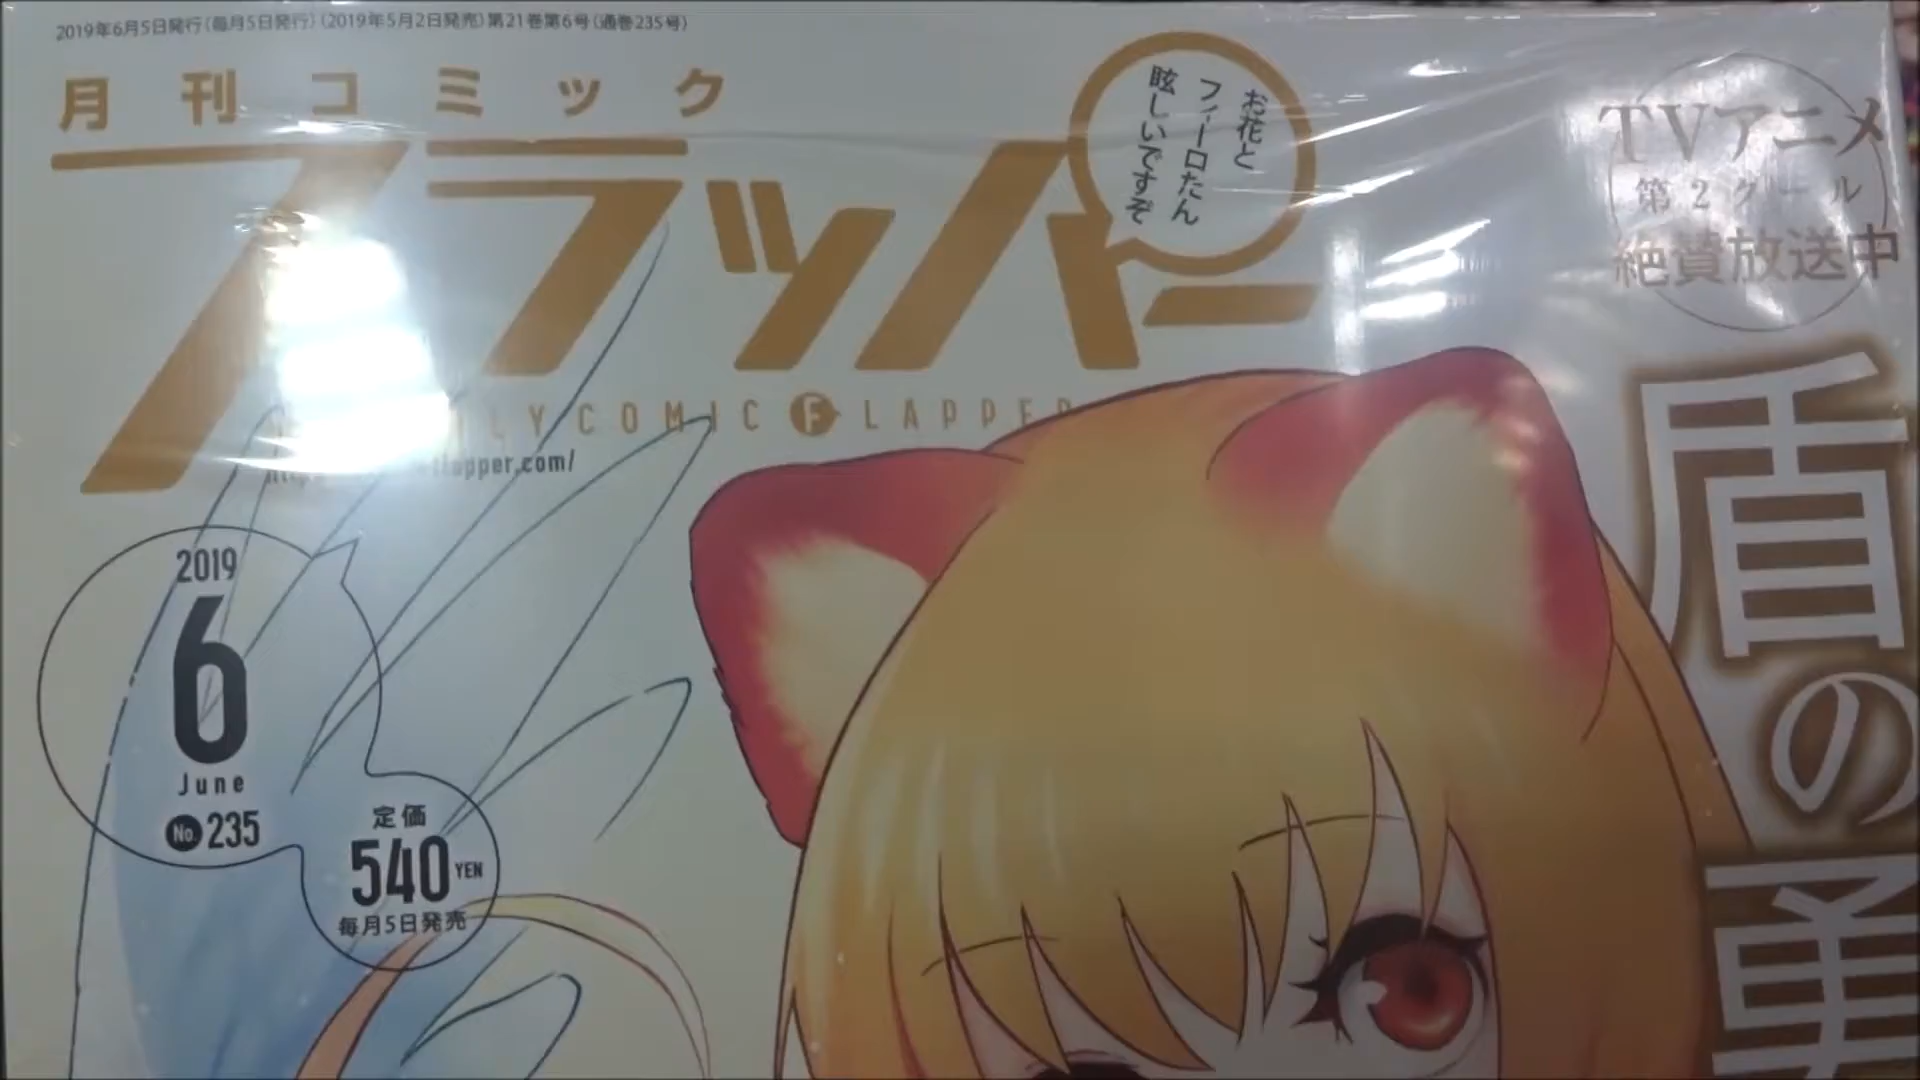 2019年6月5日発行(毎月5日発行)(2019年5月2日発売)第21巻第6号(通巻235号)
月刊コミック
フラッパー
お花と
フィーロたん
眩しいですぞ
TVアニメ
第2クール
絶賛放送中
LY COMIC FLAPPER
flapper.com/
2019
6
June
No.235
定価
540YEN
毎月5日発売
盾の勇